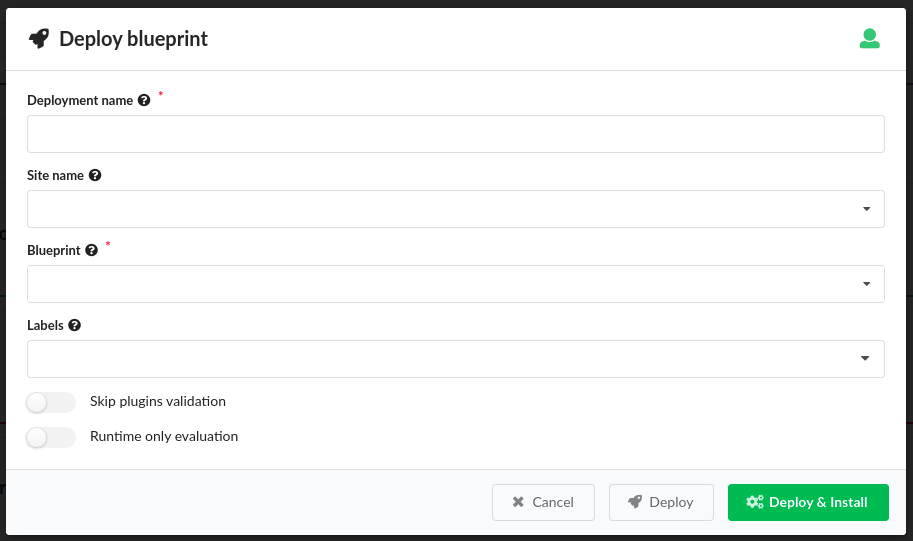 Deploy blueprint
Deployment name ? *
Site name ?
Blueprint ? *
Labels ?
Skip plugins validation
Runtime only evaluation
Cancel Deploy Deploy & Install